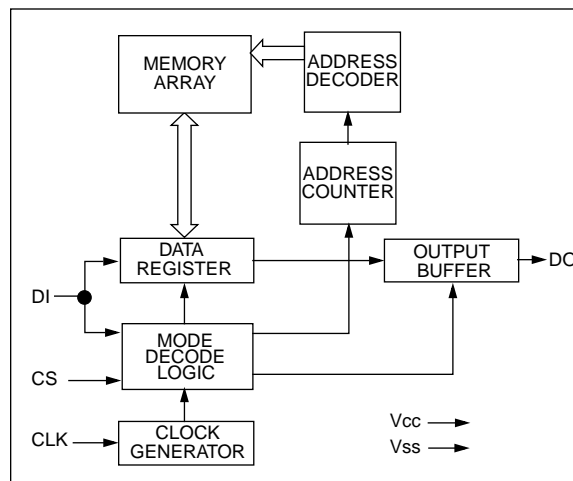 MEMORY
ARRAY
ADDRESS
DECODER
ADDRESS
COUNTER
DATA
REGISTER
OUTPUT
BUFFER
DO
DI
MODE
DECODE
LOGIC
CS
CLK
CLOCK
GENERATOR
Vcc
Vss